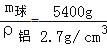 m球 = 5400g
ρ铝 2.7g/cm³